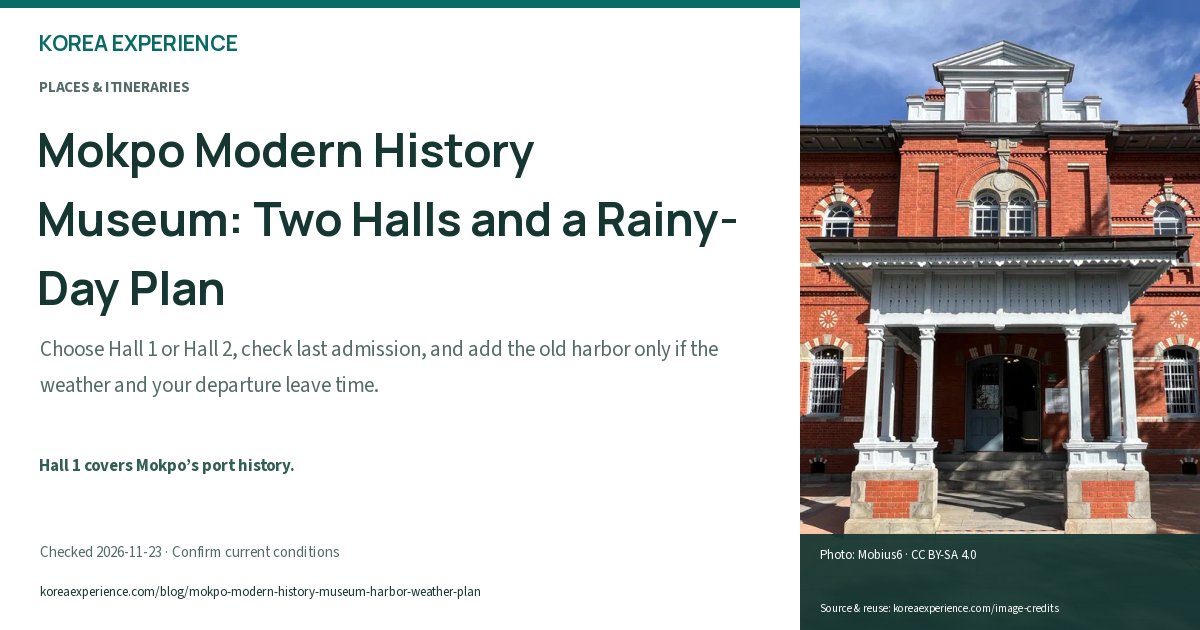 KOREA EXPERIENCE
PLACES & ITINERARIES
Mokpo Modern History
Museum: Two Halls and a Rainy-
Day Plan
Choose Hall 1 or Hall 2, check last admission, and add the old harbor only if the
weather and your departure leave time.
Hall 1 covers Mokpo’s port history.
Checked 2026-11-23 · Confirm current conditions
koreaexperience.com/blog/mokpo-modern-history-museum-harbor-weather-plan
Photo: Mobius6 · CC BY-SA 4.0
Source & reuse: koreaexperience.com/image-credits